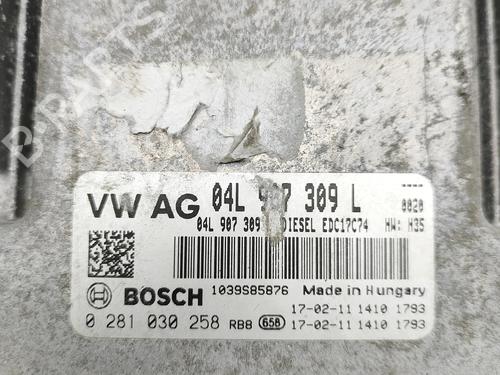 VW AG 04L 907 309 L
0020
04L 907 309 DIESEL EDC17C74 HW: H35
BOSCH 1039S85876 Made in Hungary
17-02-11 1410 1793
0 281 030 258 RB8 658 17-02-11 1410 1793
B-PARTS